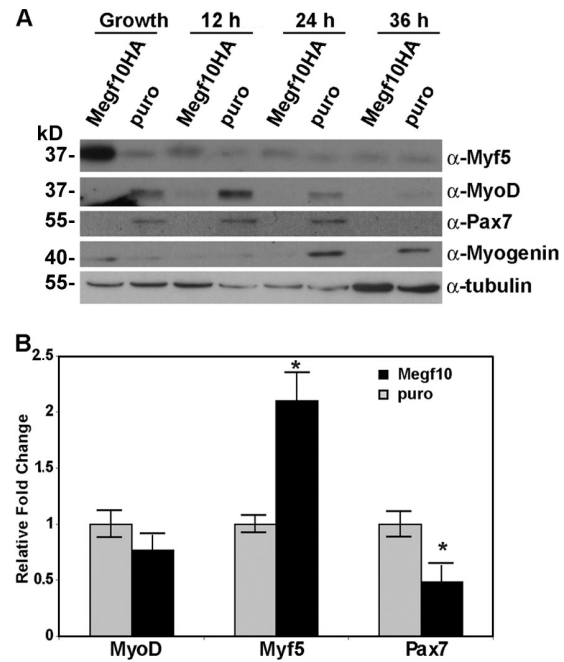 A
Growth 12 h 24 h 36 h
Megf10HA puro Megf10HA puro Megf10HA puro Megf10HA puro
kD
37- α-Myf5
37- α-MyoD
55- α-Pax7
40- α-Myogenin
55- α-tubulin
B
2.5
*
Megf10
puro
2
1.5
1
*
0.5
0
Relative Fold Change
MyoD Myf5 Pax7